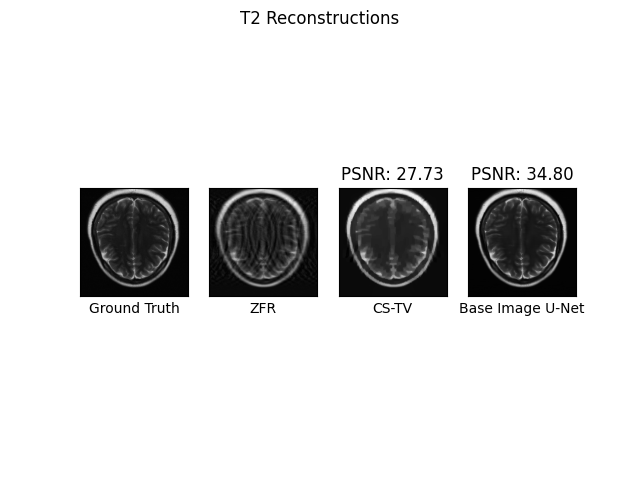 T2 Reconstructions
PSNR: 27.73
PSNR: 34.80
Ground Truth
ZFR
CS-TV
Base Image U-Net